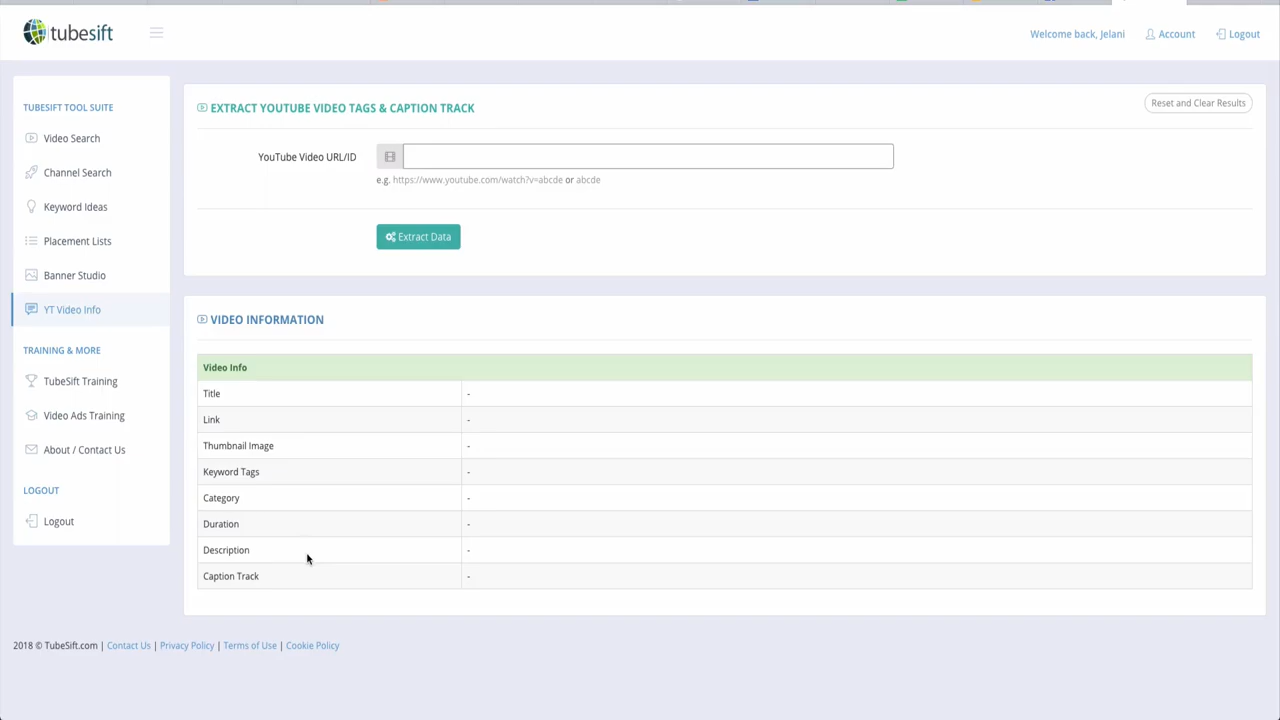 tubesift
Welcome back, Jelani
Account
Logout
TUBESIFT TOOL SUITE
Video Search
Channel Search
Keyword Ideas
Placement Lists
Banner Studio
YT Video Info
TRAINING & MORE
TubeSift Training
Video Ads Training
About / Contact Us
LOGOUT
Logout
EXTRACT YOUTUBE VIDEO TAGS & CAPTION TRACK
Reset and Clear Results
YouTube Video URL/ID
e.g. https://www.youtube.com/watch?v=abcde or abcde
Extract Data
VIDEO INFORMATION
Video Info
Title -
Link -
Thumbnail Image -
Keyword Tags -
Category -
Duration -
Description -
Caption Track -
2018 © TubeSift.com | Contact Us | Privacy Policy | Terms of Use | Cookie Policy